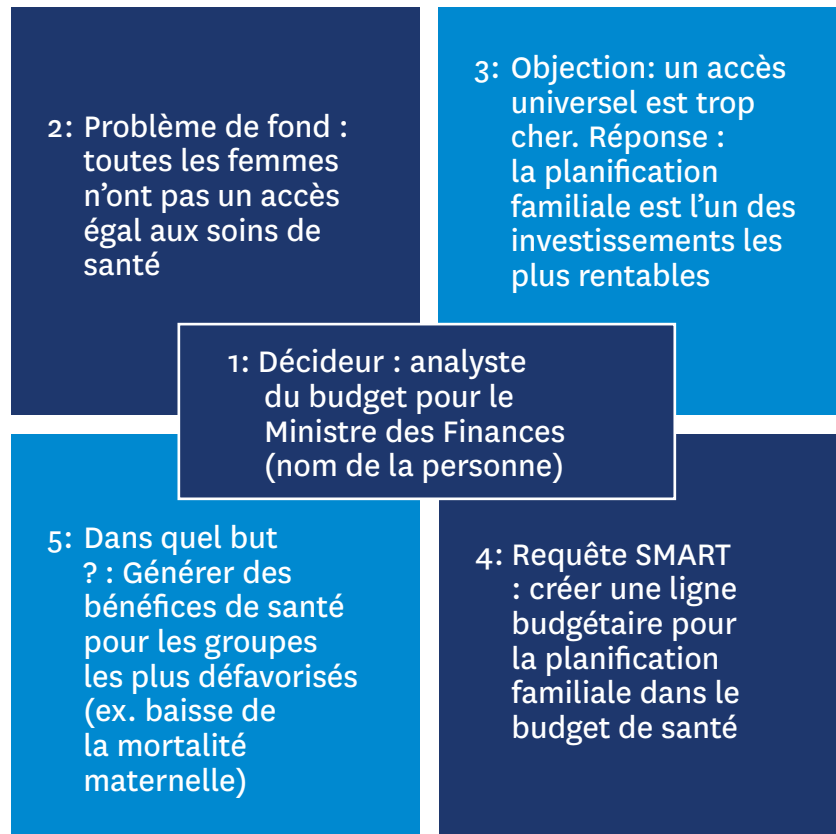 2: Problème de fond :
toutes les femmes
n'ont pas un accès
égal aux soins de
santé
3: Objection: un accès
universel est trop
cher. Réponse :
la planification
familiale est l’un des
investissements les
plus rentables
1: Décideur : analyste
du budget pour le
Ministre des Finances
(nom de la personne)
5: Dans quel but
? : Générer des
bénéfices de santé
pour les groupes
les plus défavorisés
(ex. baisse de
la mortalité
maternelle)
4: Requête SMART
: créer une ligne
budgétaire pour
la planification
familiale dans le
budget de santé